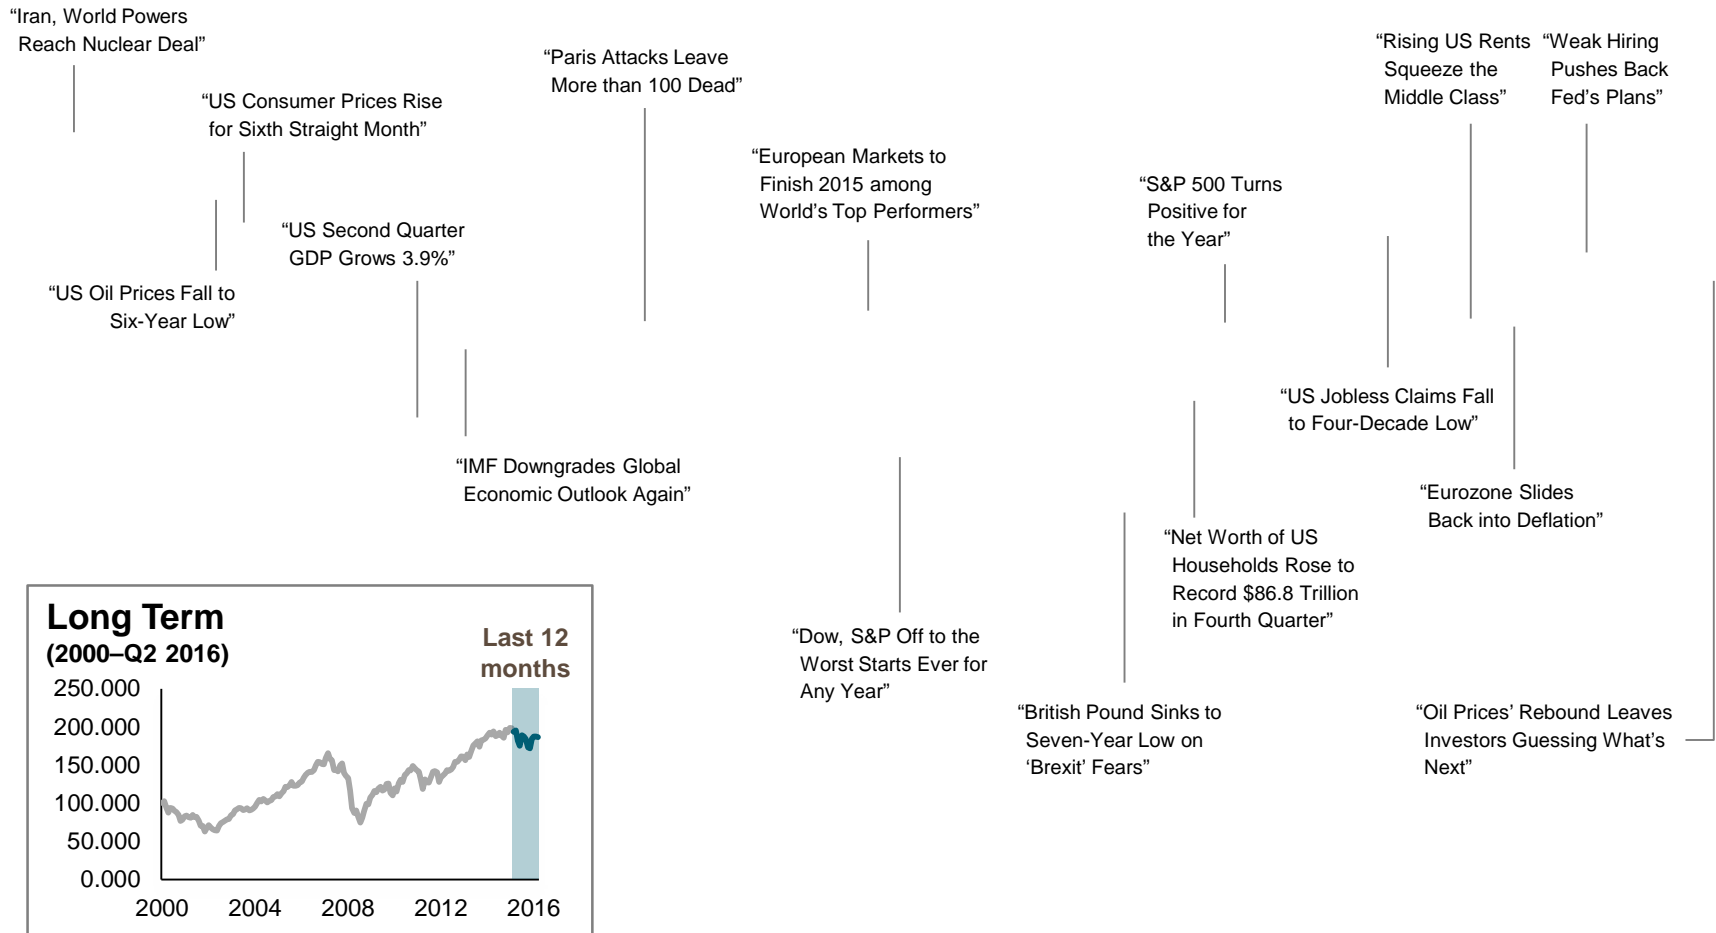 “Iran, World Powers
Reach Nuclear Deal”
“US Consumer Prices Rise
for Sixth Straight Month”
“US Oil Prices Fall to
Six-Year Low”
“US Second Quarter
GDP Grows 3.9%”
“IMF Downgrades Global
Economic Outlook Again”
“Paris Attacks Leave
More than 100 Dead”
“European Markets to
Finish 2015 among
World’s Top Performers”
“Dow, S&P Off to the
Worst Starts Ever for
Any Year”
“British Pound Sinks to
Seven-Year Low on
‘Brexit’ Fears”
“Net Worth of US
Households Rose to
Record $86.8 Trillion
in Fourth Quarter”
“S&P 500 Turns
Positive for
the Year”
“US Jobless Claims Fall
to Four-Decade Low”
“Rising US Rents
Squeeze the
Middle Class”
“Eurozone Slides
Back into Deflation”
“Weak Hiring
Pushes Back
Fed’s Plans”
“Oil Prices’ Rebound Leaves
Investors Guessing What’s
Next”
Long Term
(2000–Q2 2016)
Last 12
months
250.000
200.000
150.000
100.000
50.000
0.000
2000 2004 2008 2012 2016